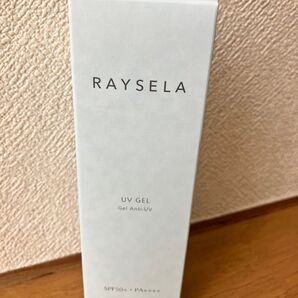 RAYSELA
UV GEL
Gel Anti-UV
SPF50+・PA++++